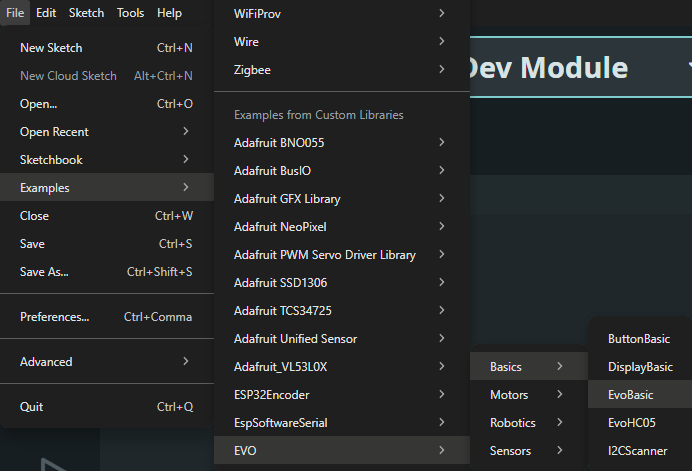 File Edit Sketch Tools Help
New Sketch Ctrl+N
New Cloud Sketch Alt+Ctrl+N
Open... Ctrl+O
Open Recent
Sketchbook
Examples
Close Ctrl+W
Save Ctrl+S
Save As... Ctrl+Shift+S
Preferences... Ctrl+Comma
Advanced
Quit Ctrl+Q
WiFiProv
Wire
Zigbee
Examples from Custom Libraries
Adafruit BNO055
Adafruit BusIO
Adafruit GFX Library
Adafruit NeoPixel
Adafruit PWM Servo Driver Library
Adafruit SSD1306
Adafruit TCS34725
Adafruit Unified Sensor
Adafruit_VL53L0X
ESP32Encoder
EspSoftwareSerial
EVO
Basics
Motors
Robotics
Sensors
ButtonBasic
DisplayBasic
EvoBasic
EvoHC05
I2CScanner
Dev Module